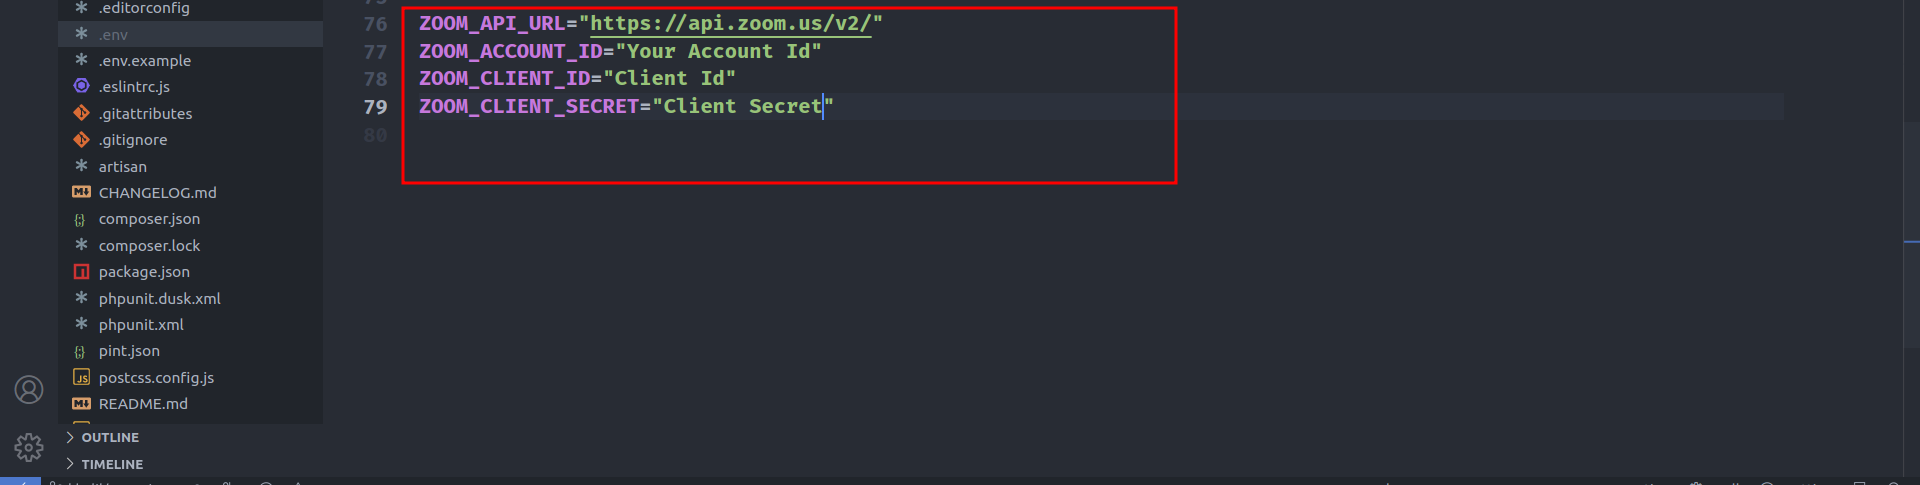 .editorconfig
.env
.env.example
.eslintrc.js
.gitattributes
.gitignore
artisan
CHANGELOG.md
composer.json
composer.lock
package.json
phpunit.dusk.xml
phpunit.xml
pint.json
postcss.config.js
README.md
OUTLINE
TIMELINE
76 ZOOM_API_URL="https://api.zoom.us/v2/"
77 ZOOM_ACCOUNT_ID="Your Account Id"
78 ZOOM_CLIENT_ID="Client Id"
79 ZOOM_CLIENT_SECRET="Client Secret"
80